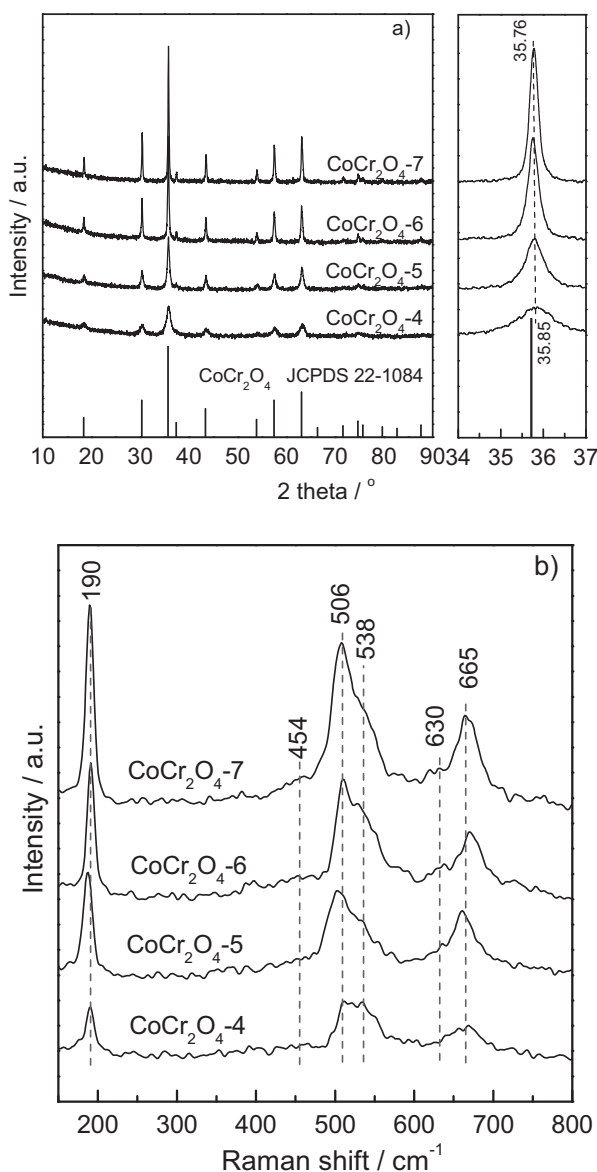 a)
35.76
CoCr₂O₄-7
CoCr₂O₄-6
CoCr₂O₄-5
CoCr₂O₄-4
35.85
CoCr₂O₄ JCPDS 22-1084
Intensity / a.u.
10 20 30 40 50 60 70 80 90
34 35 36 37
2 theta / °
b)
190
506
538
665
454
630
CoCr₂O₄-7
CoCr₂O₄-6
CoCr₂O₄-5
CoCr₂O₄-4
Intensity / a.u.
200 300 400 500 600 700 800
Raman shift / cm⁻¹